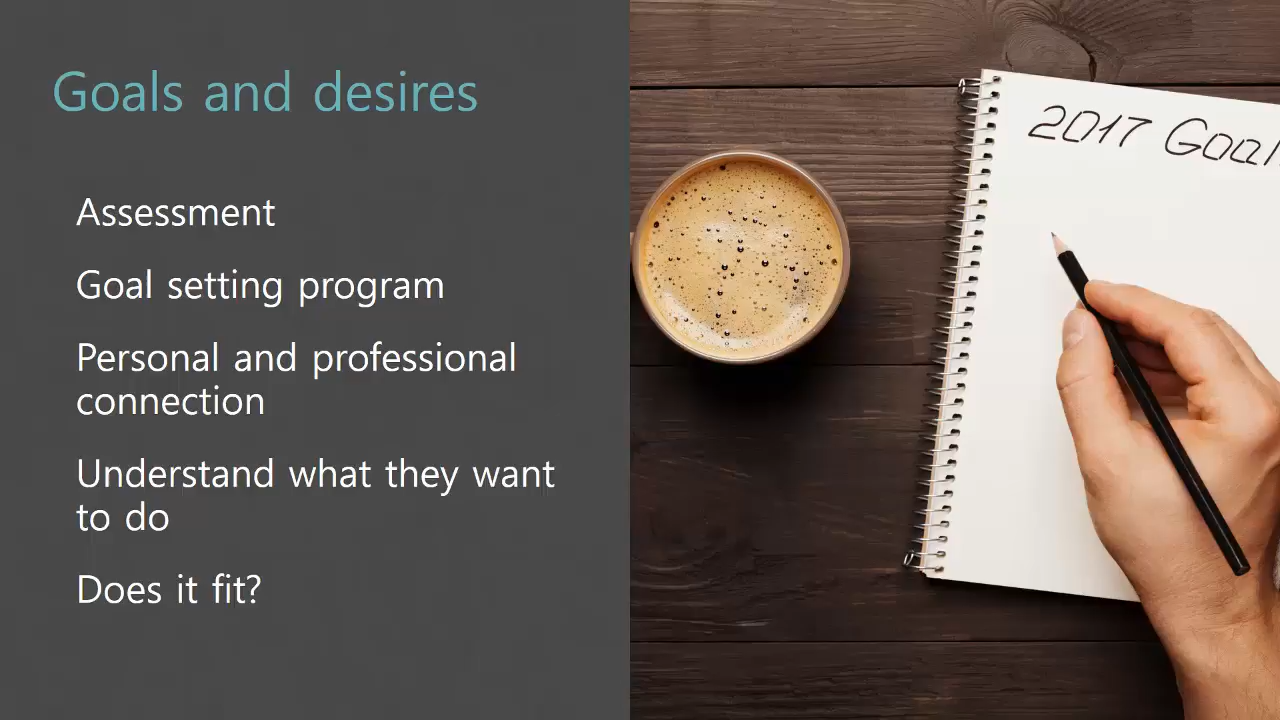 Goals and desires
Assessment
Goal setting program
Personal and professional
connection
Understand what they want
to do
Does it fit?
2017 Goal